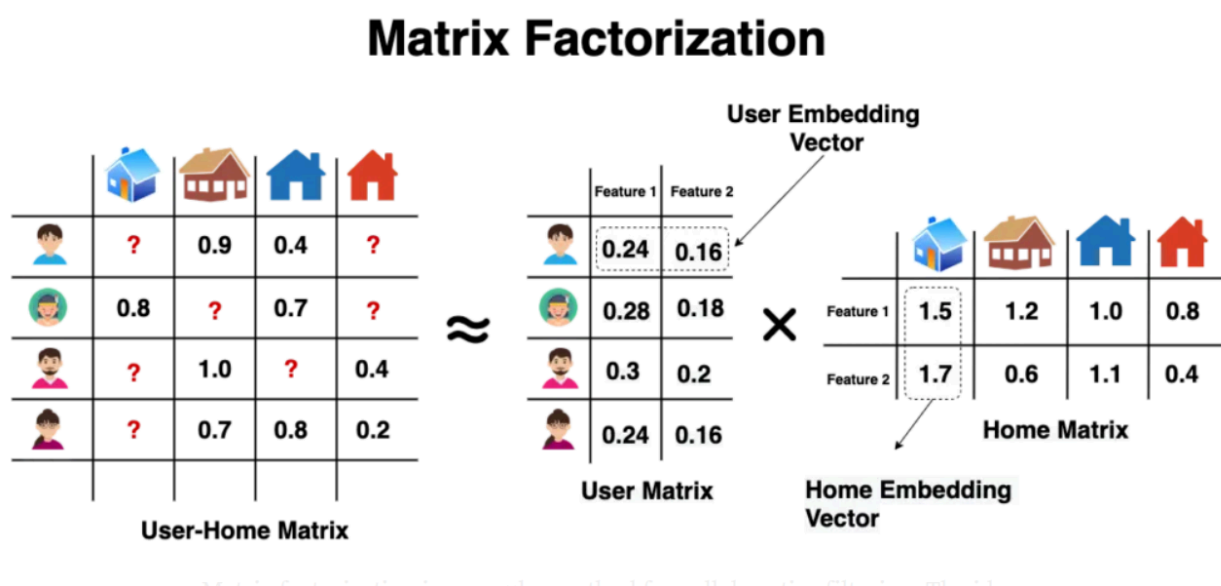 Matrix Factorization
User Embedding
Vector
Feature 1 Feature 2
? 0.9 0.4 ?
0.8 ? 0.7 ?
? 1.0 ? 0.4
? 0.7 0.8 0.2
User-Home Matrix
≈
0.24 0.16
0.28 0.18
0.3 0.2
0.24 0.16
User Matrix
×
Feature 1 1.5 1.2 1.0 0.8
Feature 2 1.7 0.6 1.1 0.4
Home Matrix
Home Embedding
Vector